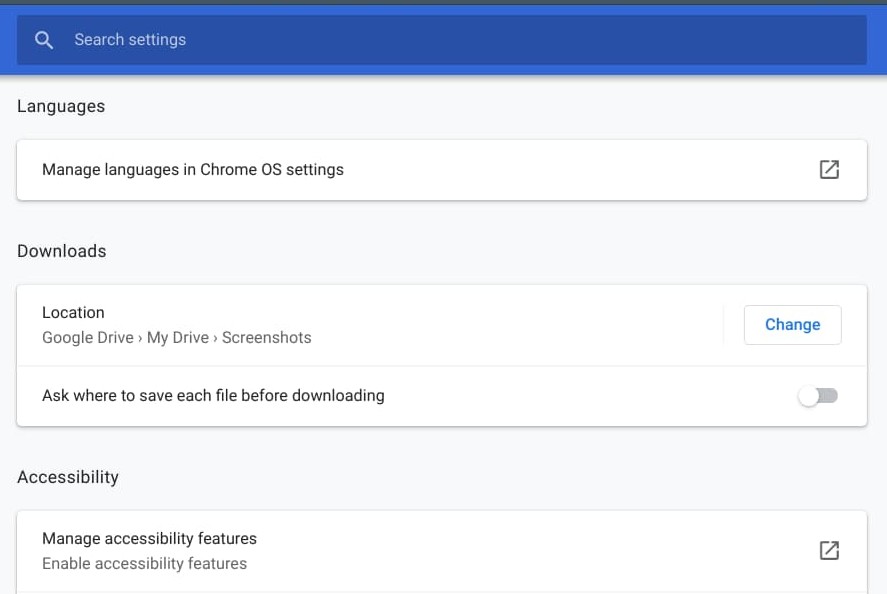 Search settings
Languages
Manage languages in Chrome OS settings
Downloads
Location
Google Drive › My Drive › Screenshots
Change
Ask where to save each file before downloading
Accessibility
Manage accessibility features
Enable accessibility features